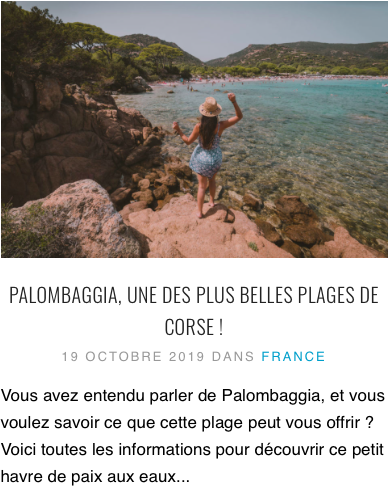 PALOMBAGGIA, UNE DES PLUS BELLES PLAGES DE
CORSE !
19 OCTOBRE 2019 DANS FRANCE
Vous avez entendu parler de Palombaggia, et vous
voulez savoir ce que cette plage peut vous offrir ?
Voici toutes les informations pour découvrir ce petit
havre de paix aux eaux...